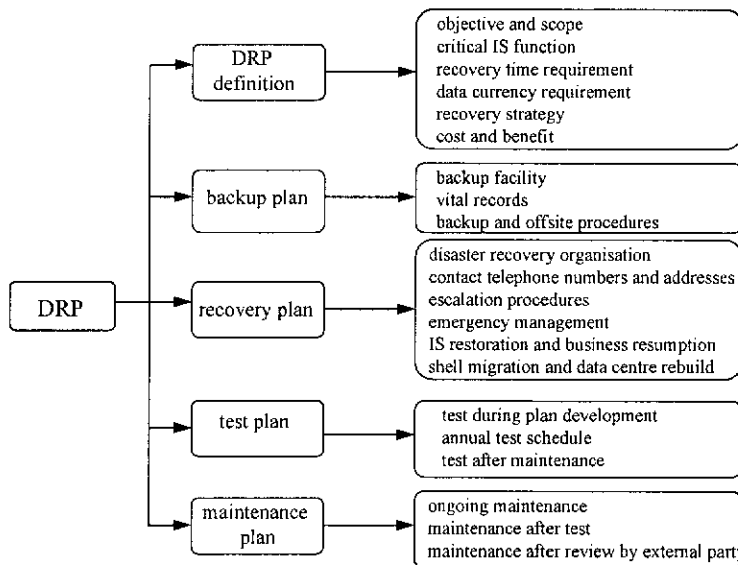 DRP
DRP
definition
objective and scope
critical IS function
recovery time requirement
data currency requirement
recovery strategy
cost and benefit
backup plan
backup facility
vital records
backup and offsite procedures
recovery plan
disaster recovery organisation
contact telephone numbers and addresses
escalation procedures
emergency management
IS restoration and business resumption
shell migration and data centre rebuild
test plan
test during plan development
annual test schedule
test after maintenance
maintenance
plan
ongoing maintenance
maintenance after test
maintenance after review by external party